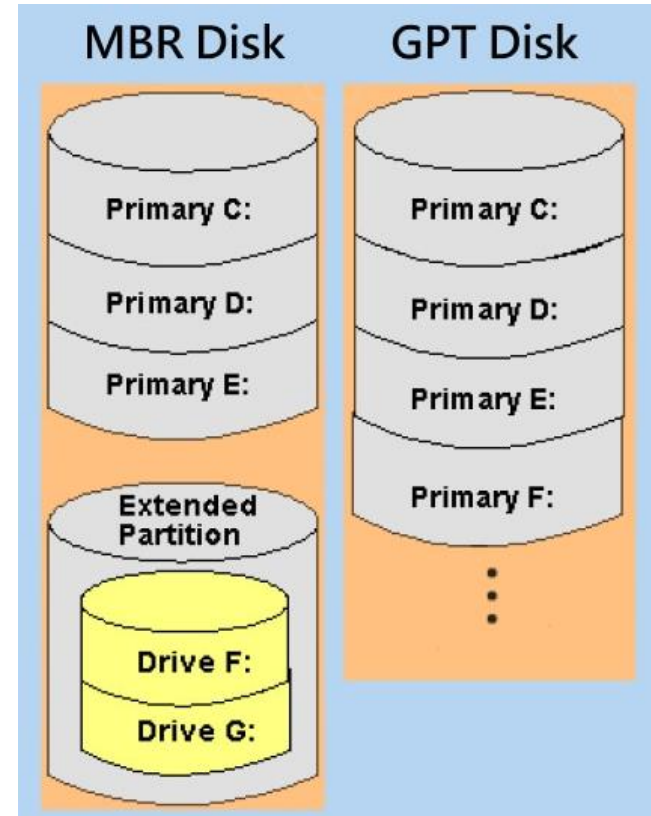 MBR Disk
Primary C:
Primary D:
Primary E:
Extended
Partition
Drive F:
Drive G:
GPT Disk
Primary C:
Primary D:
Primary E:
Primary F: